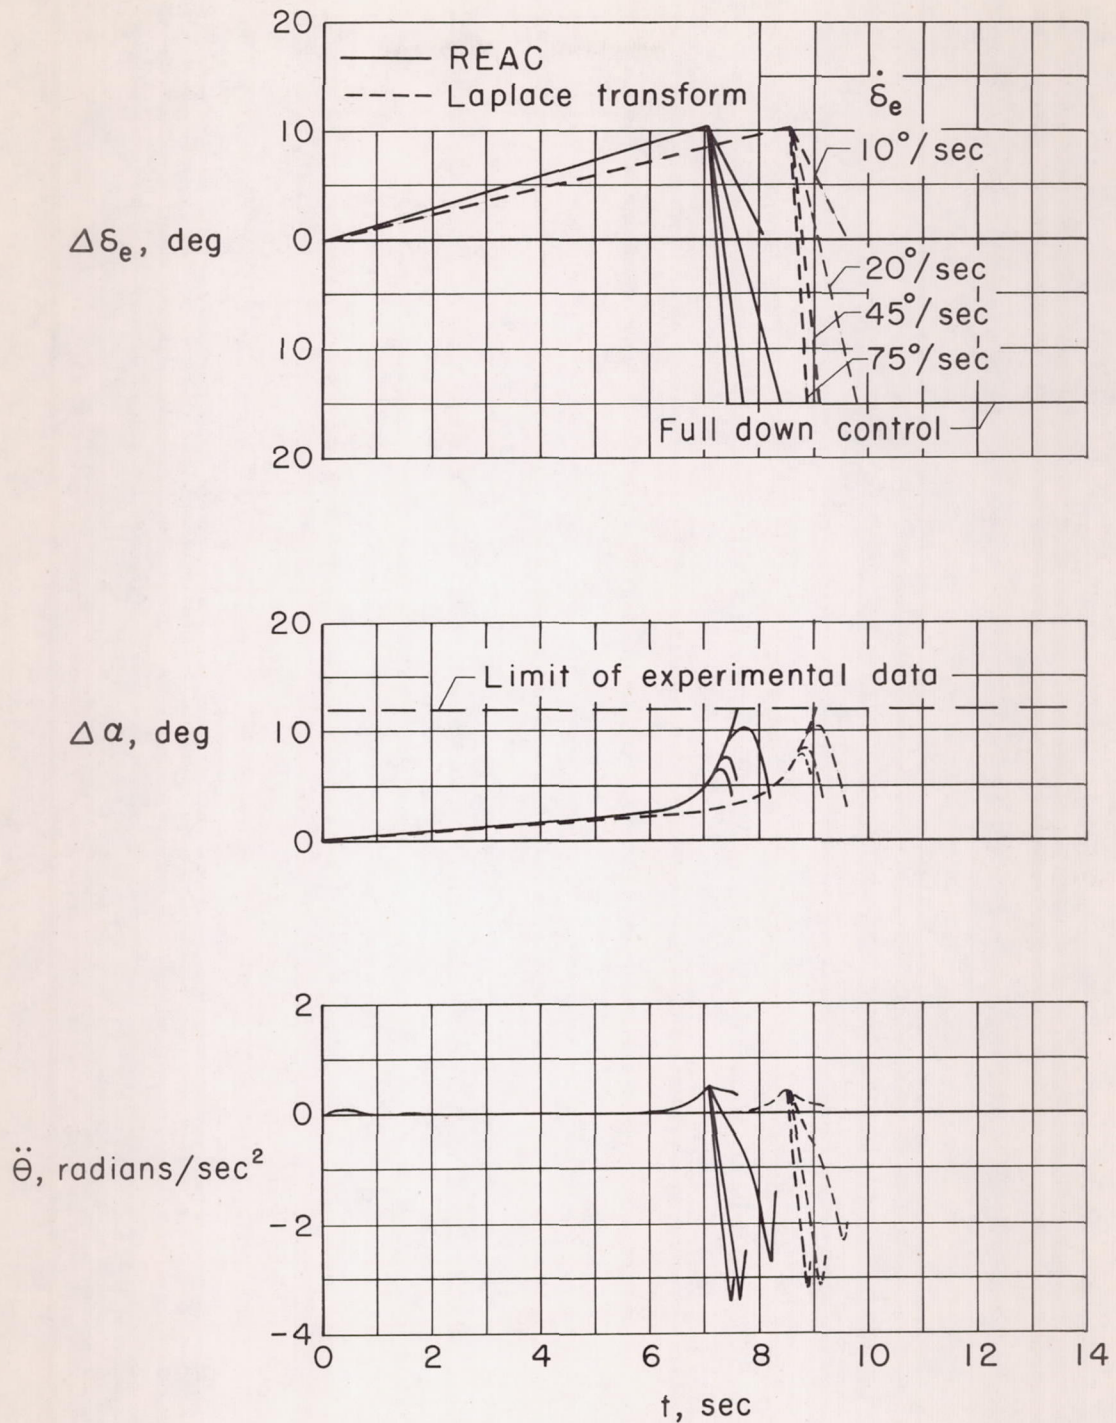 20
REAC
Laplace transform
δ̇e
10
10°/sec
Δδe, deg
0
20°/sec
45°/sec
10
75°/sec
Full down control
20
20
Limit of experimental data
Δα, deg
10
0
2
0
θ̈, radians/sec²
-2
-4
0 2 4 6 8 10 12 14
t, sec